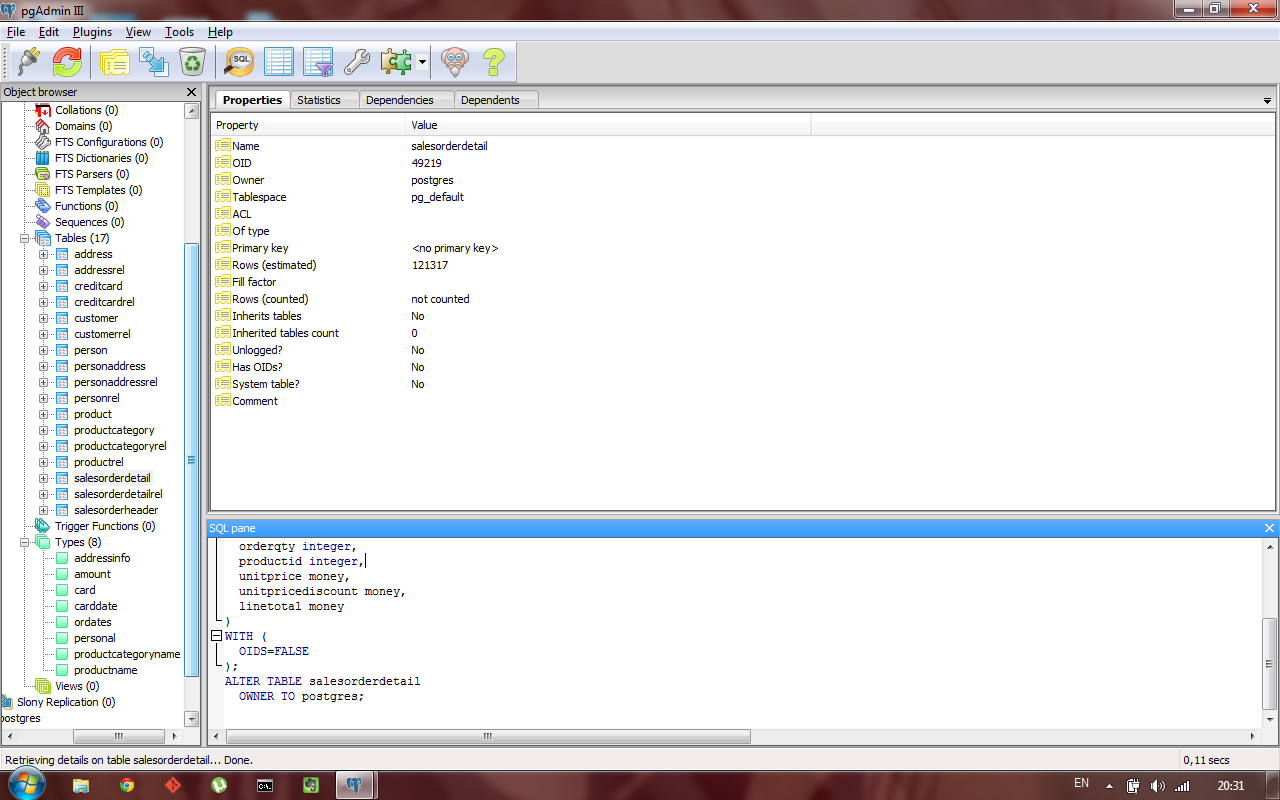 pgAdmin III
File Edit Plugins View Tools Help
SQL
Object browser
Collations (0)
Domains (0)
FTS Configurations (0)
FTS Dictionaries (0)
FTS Parsers (0)
FTS Templates (0)
Functions (0)
Sequences (0)
Tables (17)
address
addressrel
creditcard
creditcardrel
customer
customerrel
person
personaddress
personaddressrel
personrel
product
productcategory
productcategoryrel
productrel
salesorderdetail
salesorderdetailrel
salesorderheader
Trigger Functions (0)
Types (8)
addressinfo
amount
card
carddate
ordates
personal
productcategoryname
productname
Views (0)
Slony Replication (0)
postgres
Properties Statistics Dependencies Dependents
Property Value
Name salesorderdetail
OID 49219
Owner postgres
Tablespace pg_default
ACL
Of type
Primary key <no primary key>
Rows (estimated) 121317
Fill factor
Rows (counted) not counted
Inherits tables No
Inherited tables count 0
Unlogged? No
Has OIDs? No
System table? No
Comment
SQL pane
orderqty integer,
productid integer,
unitprice money,
unitpricediscount money,
linetotal money
)
WITH (
OIDS=FALSE
);
ALTER TABLE salesorderdetail
OWNER TO postgres;
Retrieving details on table salesorderdetail... Done. 0,11 secs
C:\.
EN 20:31